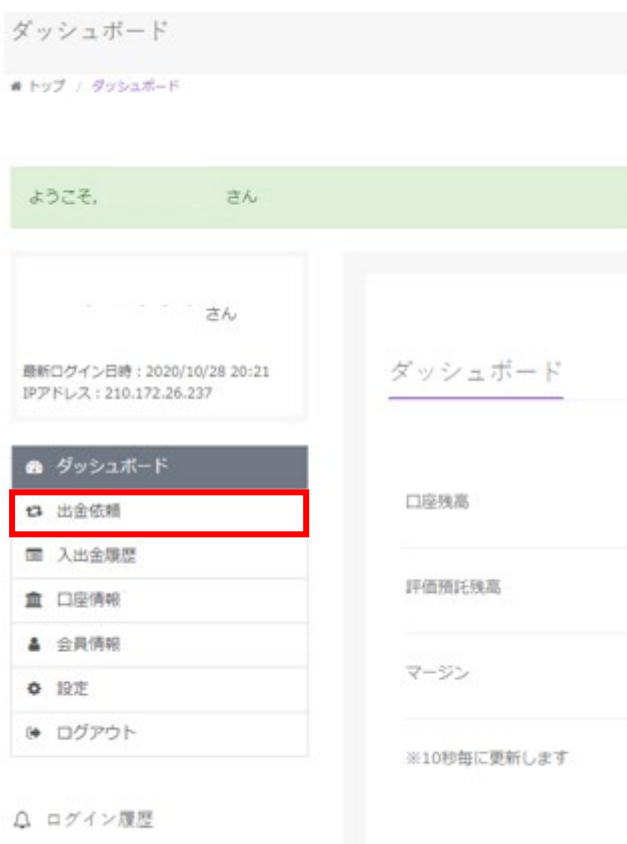 ダッシュボード
トップ / ダッシュボード
ようこそ, さん
さん
最新ログイン日時：2020/10/28 20:21
IPアドレス：210.172.26.237
ダッシュボード
出金依頼
入出金履歴
口座情報
会員情報
設定
ログアウト
ログイン履歴
ダッシュボード
口座残高
評価預託残高
マージン
※10秒毎に更新します